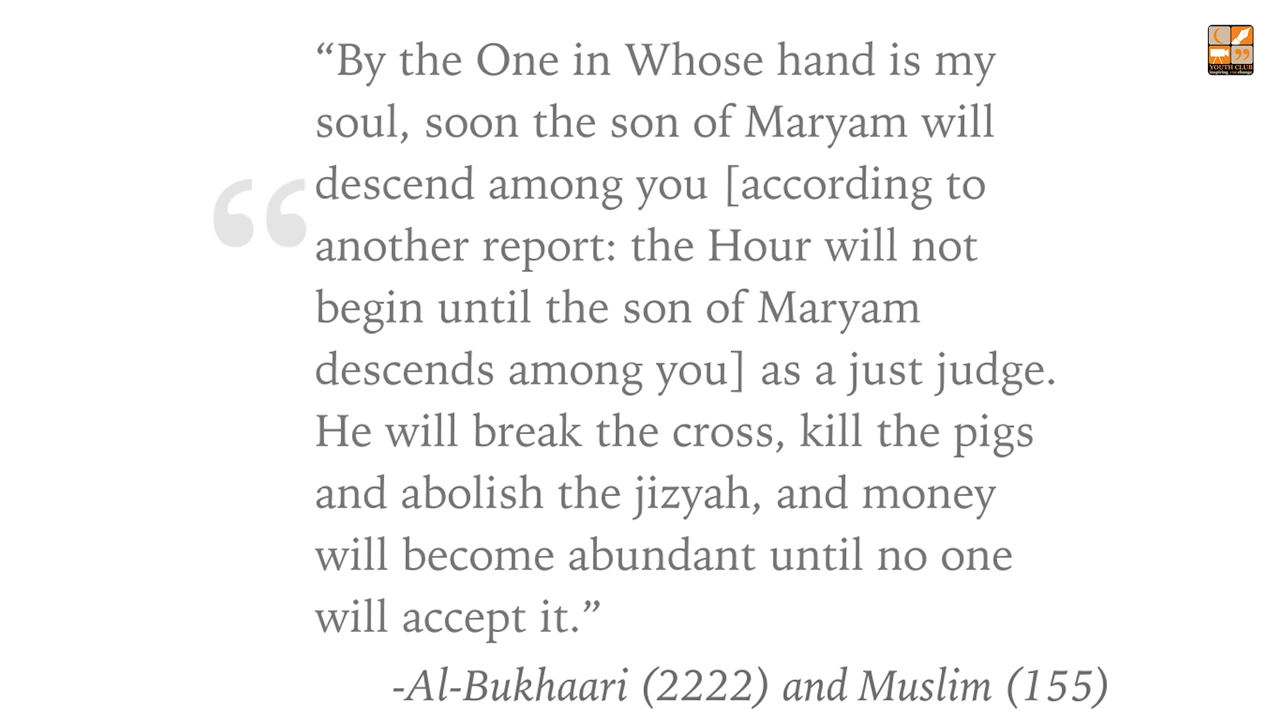 “By the One in Whose hand is my
soul, soon the son of Maryam will
descend among you [according to
another report: the Hour will not
begin until the son of Maryam
descends among you] as a just judge.
He will break the cross, kill the pigs
and abolish the jizyah, and money
will become abundant until no one
will accept it.”
-Al-Bukhaari (2222) and Muslim (155)
YOUTH CLUB